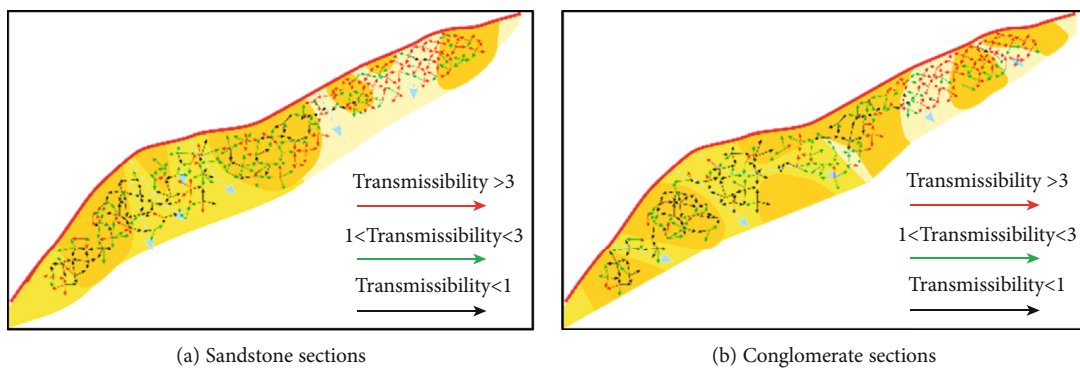 Transmissibility >3
1<Transmissibility<3
Transmissibility<1
(a) Sandstone sections
Transmissibility >3
1<Transmissibility<3
Transmissibility<1
(b) Conglomerate sections